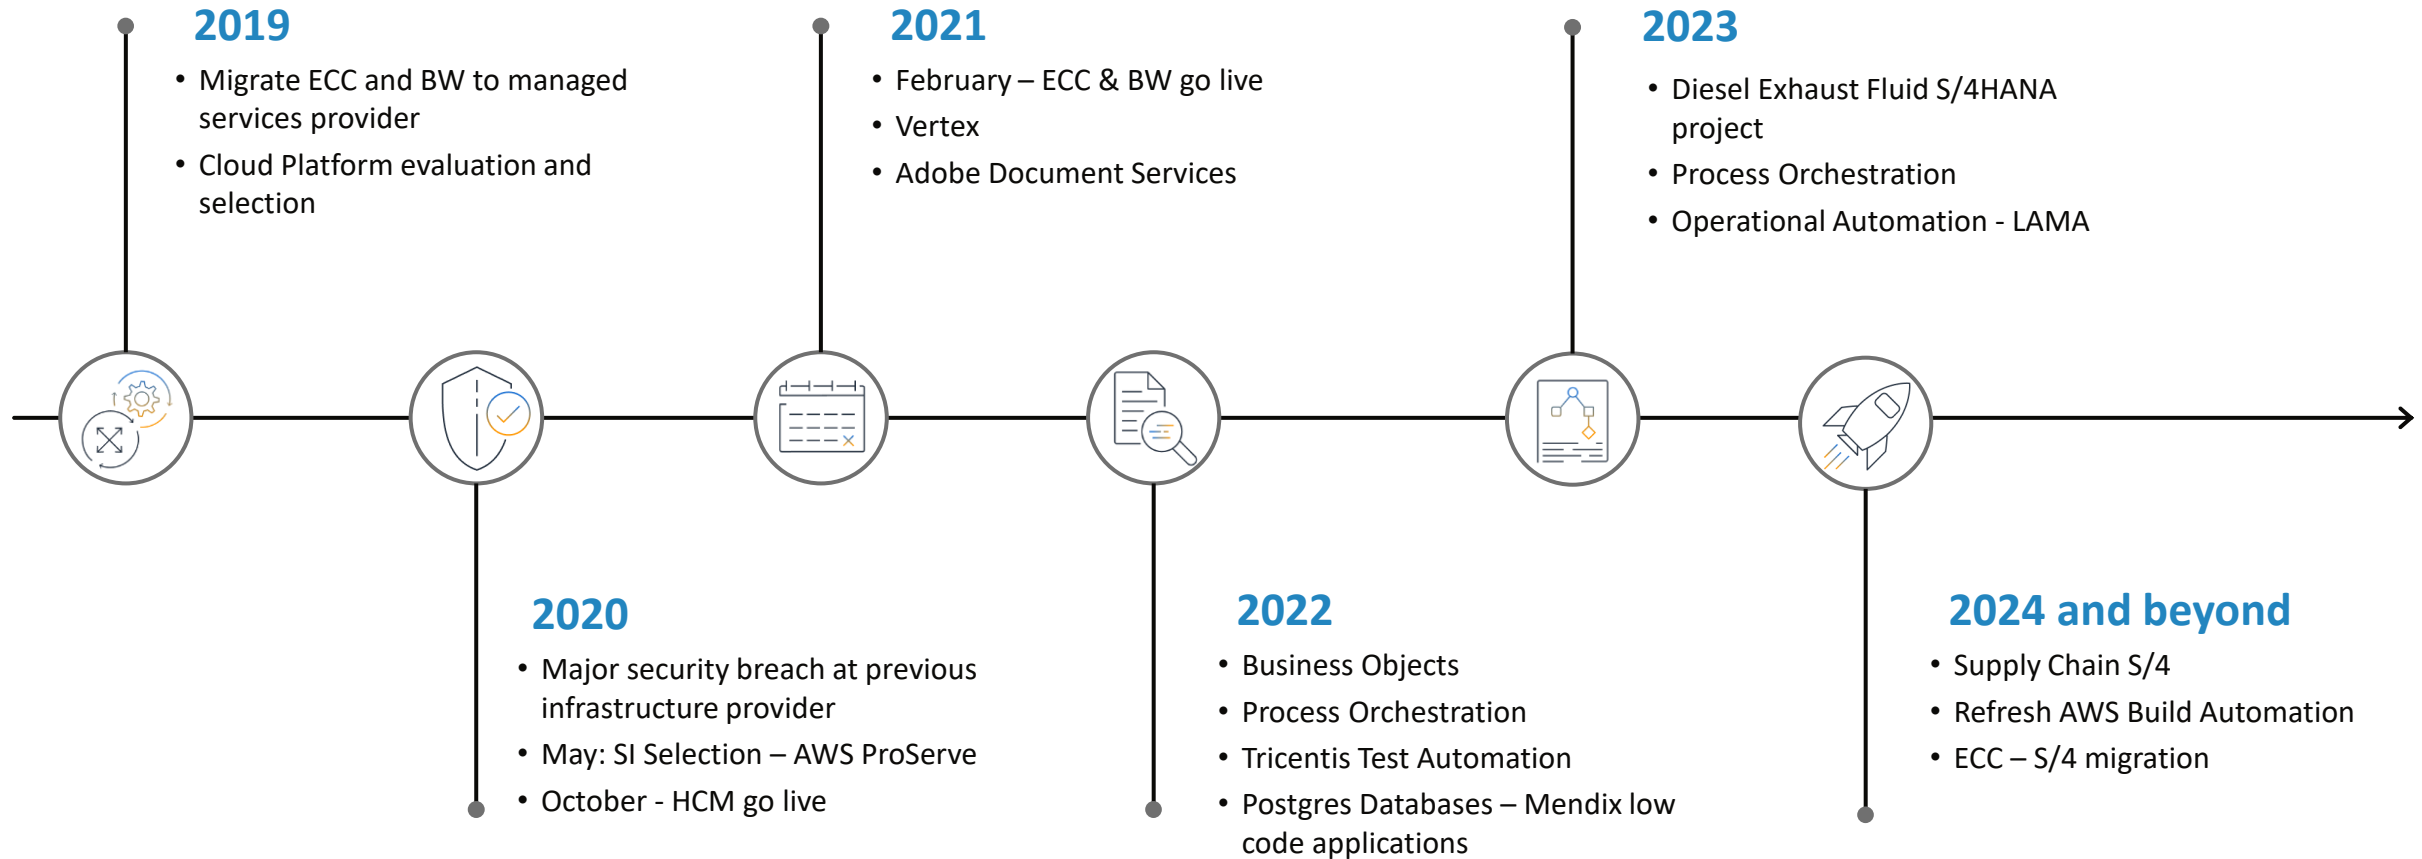 2019
• Migrate ECC and BW to managed
services provider
• Cloud Platform evaluation and
selection
2020
• Major security breach at previous
infrastructure provider
• May: SI Selection – AWS ProServe
• October - HCM go live
2021
• February – ECC & BW go live
• Vertex
• Adobe Document Services
2022
• Business Objects
• Process Orchestration
• Tricentis Test Automation
• Postgres Databases – Mendix low
code applications
2023
• Diesel Exhaust Fluid S/4HANA
project
• Process Orchestration
• Operational Automation - LAMA
2024 and beyond
• Supply Chain S/4
• Refresh AWS Build Automation
• ECC – S/4 migration